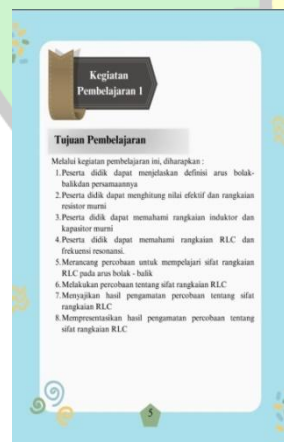 Kegiatan
Pembelajaran 1
Tujuan Pembelajaran
Melalui kegiatan pembelajaran ini, diharapkan :
1.Peserta didik dapat menjelaskan definisi arus bolak-
balikdan persamaannya
2.Peserta didik dapat menghitung nilai efektif dan rangkaian
resistor murni
3.Peserta didik dapat memahami rangkaian induktor dan
kapasitor murni
4.Peserta didik dapat memahami rangkaian RLC dan
frekuensi resonansi.
5.Merancang percobaan untuk mempelajari sifat rangkaian
RLC pada arus bolak - balik
6.Melakukan percobaan tentang sifat rangkaian RLC
7.Menyajikan hasil pengamatan percobaan tentang sifat
rangkaian RLC
8.Mempresentasikan hasil pengamatan percobaan tentang
sifat rangkaian RLC
5